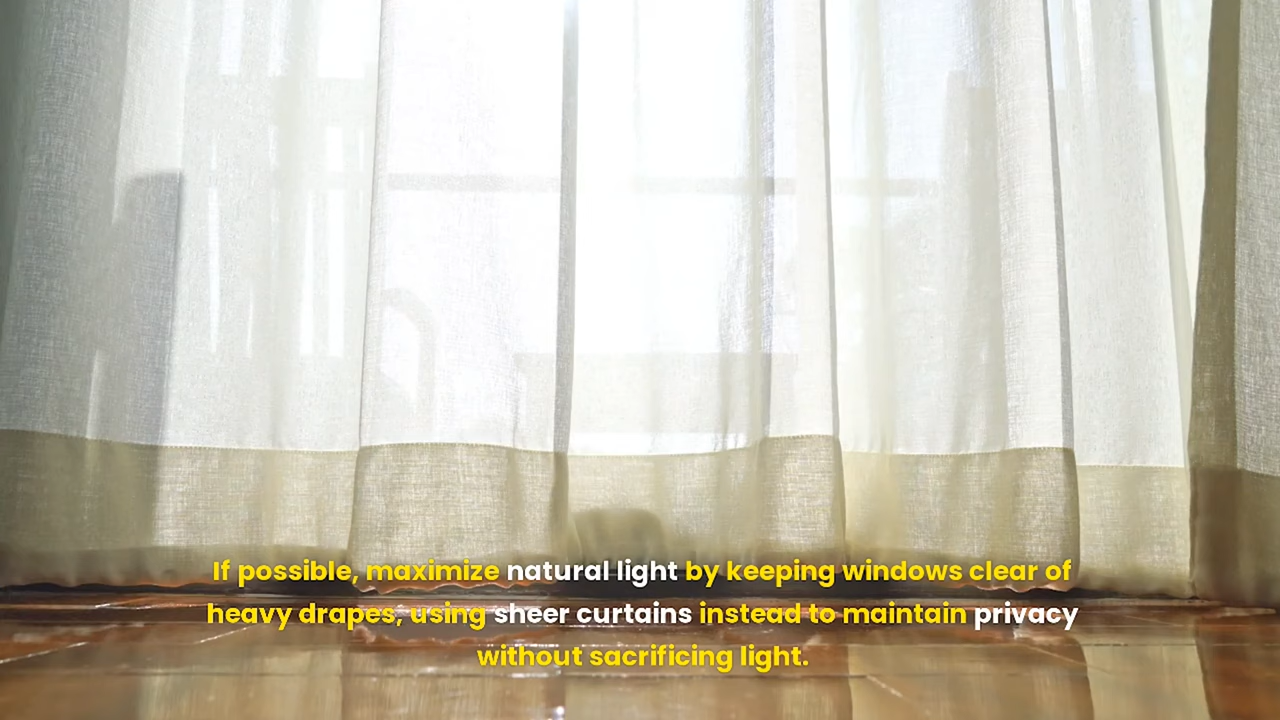 If possible, maximize natural light by keeping windows clear of
heavy drapes, using sheer curtains instead to maintain privacy
without sacrificing light.